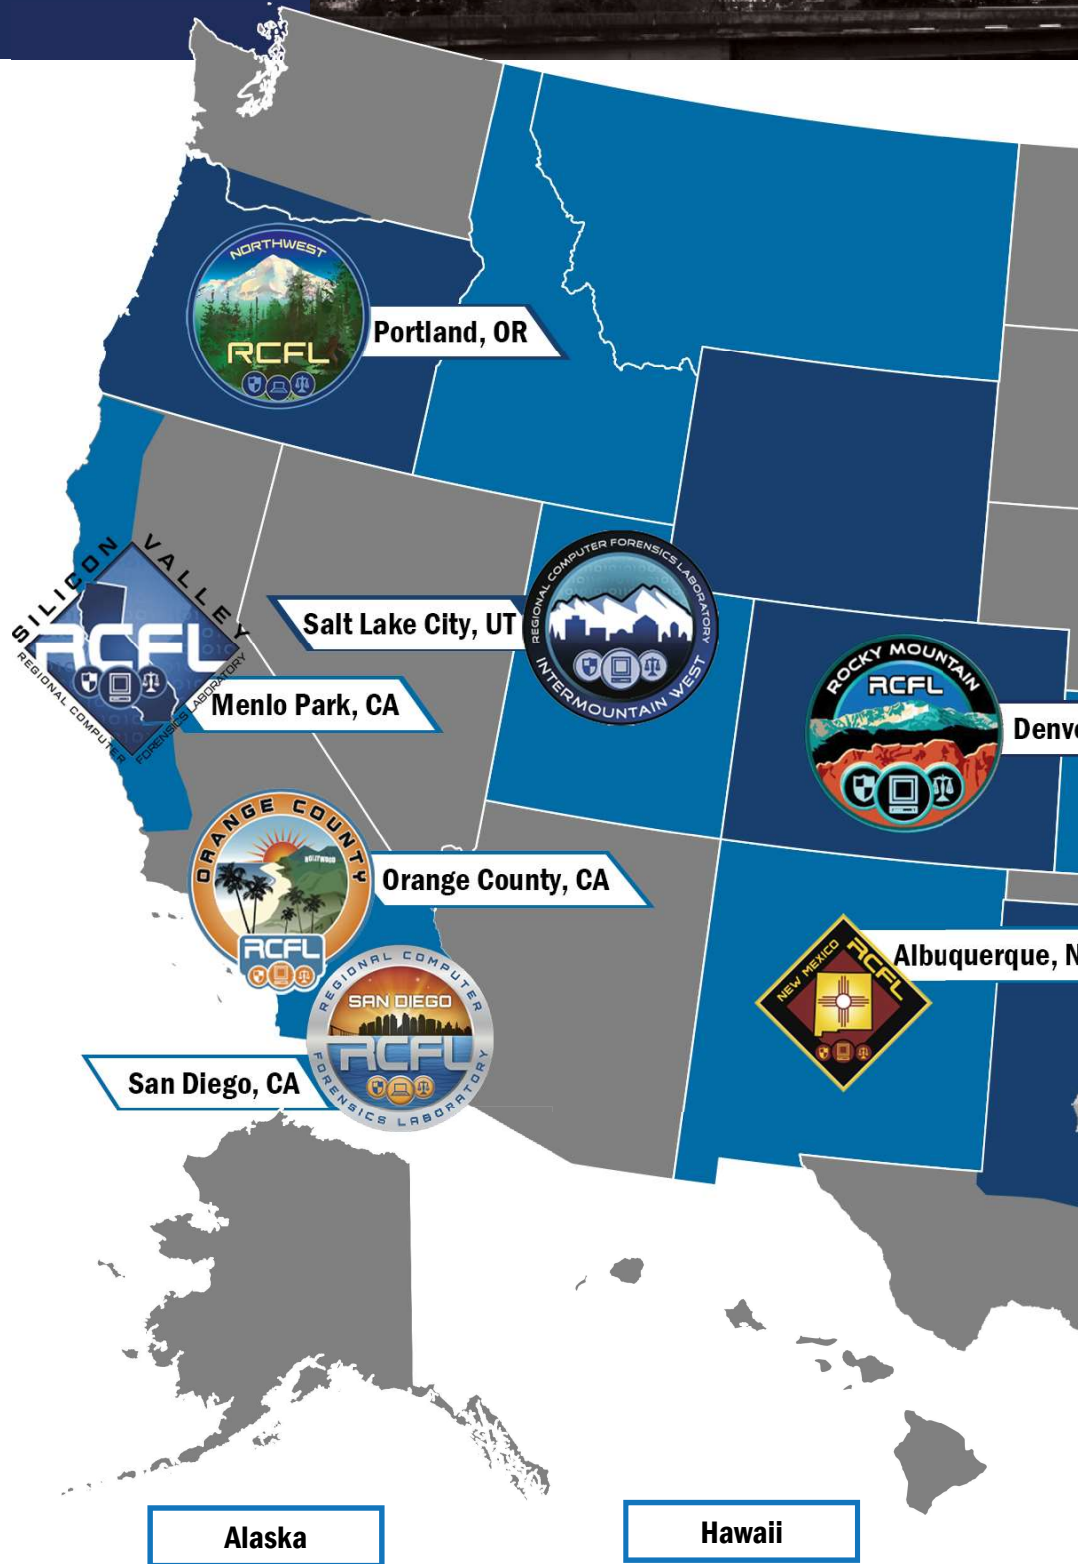 NORTHWEST
RCFL
Portland, OR
SILICON VALLEY
RCFL
REGIONAL COMPUTER
FORENSICS LABORATORY
Menlo Park, CA
Salt Lake City, UT
REGIONAL COMPUTER FORENSICS LABORATORY
INTERMOUNTAIN WEST
ROCKY MOUNTAIN
RCFL
Denve
ORANGE COUNTY
HOLLYWOOD
RCFL
Orange County, CA
REGIONAL COMPUTER
SAN DIEGO
RCFL
FORENSICS LABORATORY
San Diego, CA
NEW MEXICO
RCFL
Albuquerque, N
Alaska
Hawaii